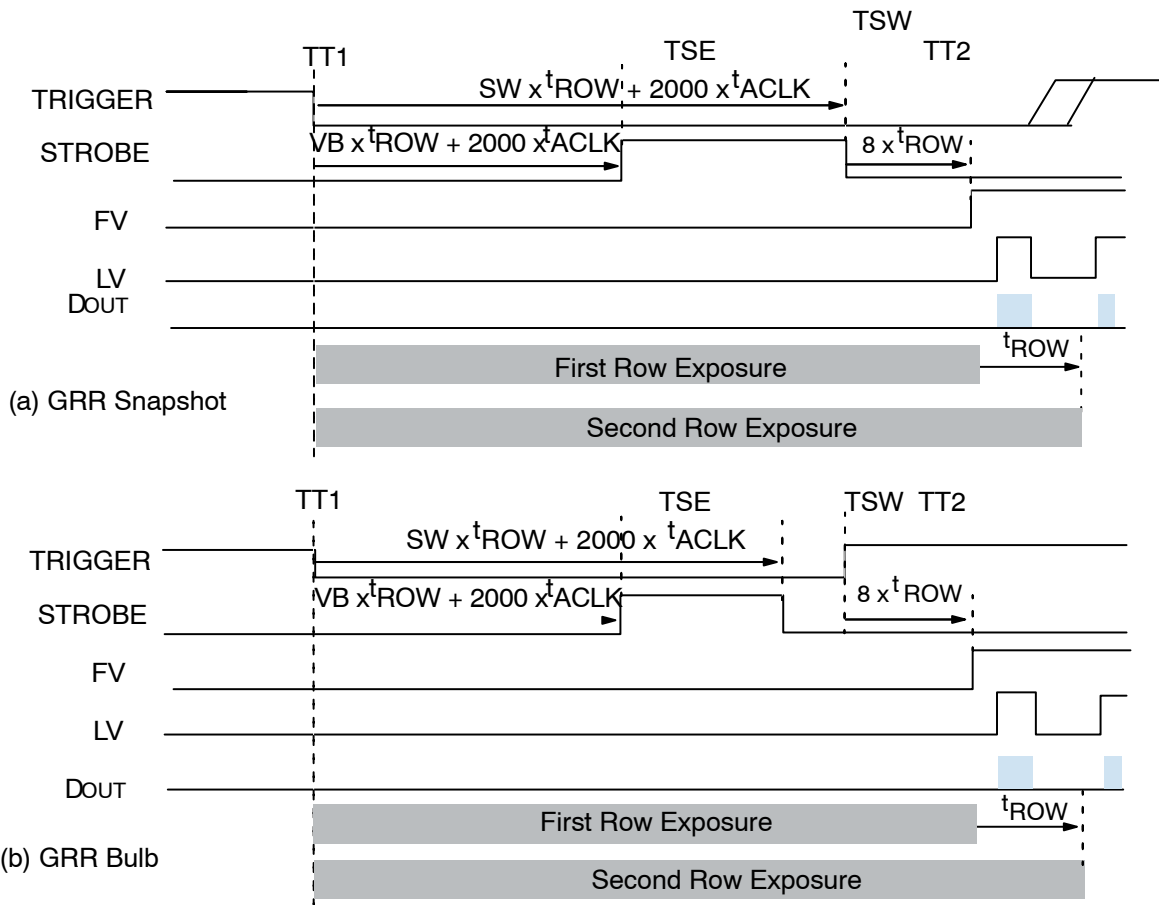 TSW
TT1 TSE TT2
SW x tROW + 2000 x tACLK
TRIGGER
VB x tROW + 2000 x tACLK 8 x tROW
STROBE
FV
LV
DOUT
tROW
First Row Exposure
(a) GRR Snapshot
Second Row Exposure
TT1 TSE TSW TT2
SW x tROW + 2000 x tACLK
TRIGGER
VB x tROW + 2000 x tACLK 8 x tROW
STROBE
FV
LV
DOUT
tROW
First Row Exposure
(b) GRR Bulb
Second Row Exposure